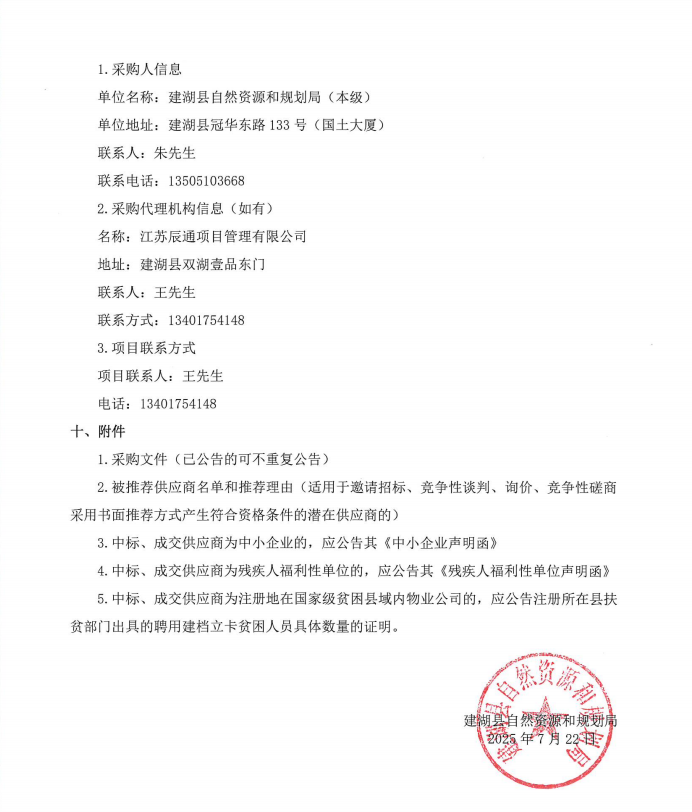 1.采购人信息
单位名称：建湖县自然资源和规划局（本级）
单位地址：建湖县冠华东路 133 号（国土大厦）
联系人：朱先生
联系电话：13505103668
2.采购代理机构信息（如有）
名称：江苏辰通项目管理有限公司
地址：建湖县双湖壹品东门
联系人：王先生
联系方式：13401754148
3.项目联系方式
项目联系人：王先生
电话：13401754148
十、附件
1.采购文件（已公告的可不重复公告）
2.被推荐供应商名单和推荐理由（适用于邀请招标、竞争性谈判、询价、竞争性磋商
采用书面推荐方式产生符合资格条件的潜在供应商的）
3.中标、成交供应商为中小企业的，应公告其《中小企业声明函》
4.中标、成交供应商为残疾人福利性单位的，应公告其《残疾人福利性单位声明函》
5.中标、成交供应商为注册地在国家级贫困县域内物业公司的，应公告注册所在县扶
贫部门出具的聘用建档立卡贫困人员具体数量的证明。
建湖县自然资源和规划局
2025 年 7 月 22 日
建湖县自然资源和规划局